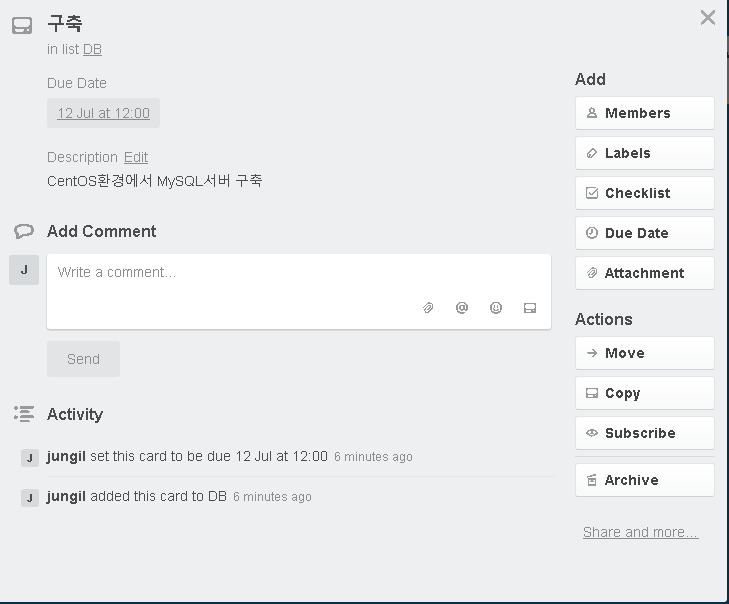 구축
in list DB
Due Date
12 Jul at 12:00
Description Edit
CentOS환경에서 MySQL서버 구축
Add Comment
J
Write a comment...
Send
Activity
J jungil set this card to be due 12 Jul at 12:00 6 minutes ago
J jungil added this card to DB 6 minutes ago
Add
Members
Labels
Checklist
Due Date
Attachment
Actions
Move
Copy
Subscribe
Archive
Share and more...